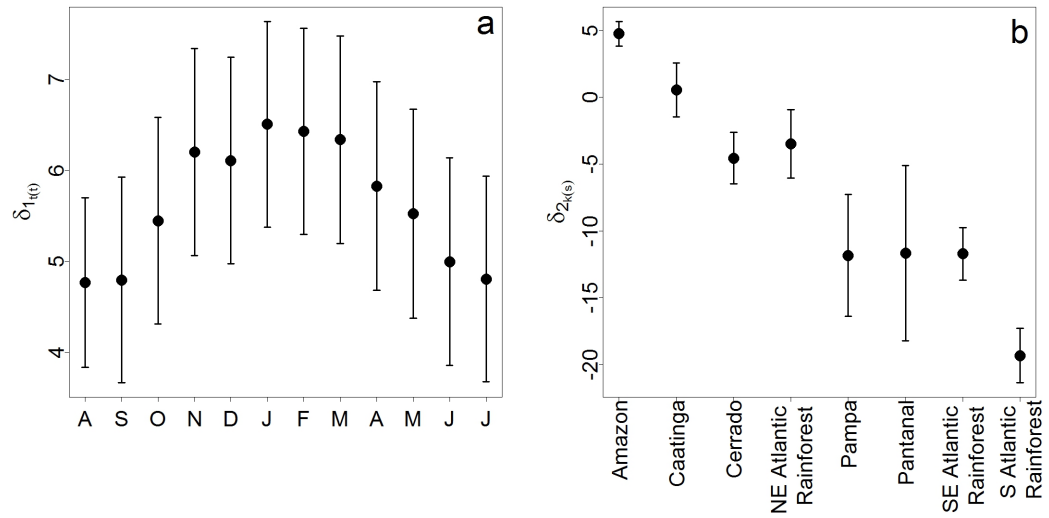 a
7
6
5
4
δ1t(t)
A S O N D J F M A M J J
b
5
0
-5
-10
-15
-20
δ2k(s)
Amazon
Caatinga
Cerrado
NE Atlantic
Rainforest
Pampa
Pantanal
SE Atlantic
Rainforest
S Atlantic
Rainforest